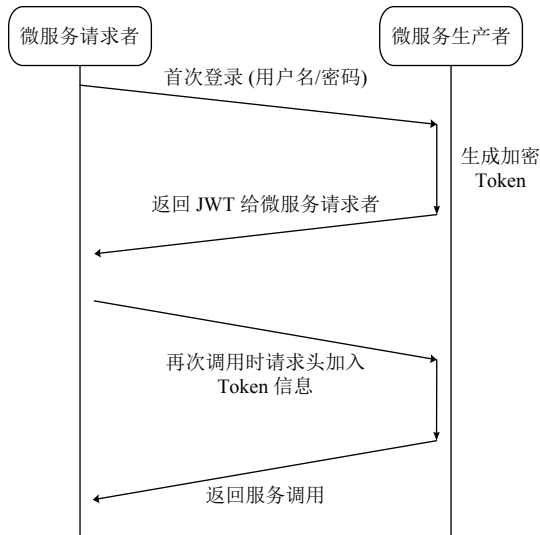 微服务请求者
微服务生产者
首次登录 (用户名/密码)
生成加密
Token
返回 JWT 给微服务请求者
再次调用时请求头加入
Token 信息
返回服务调用